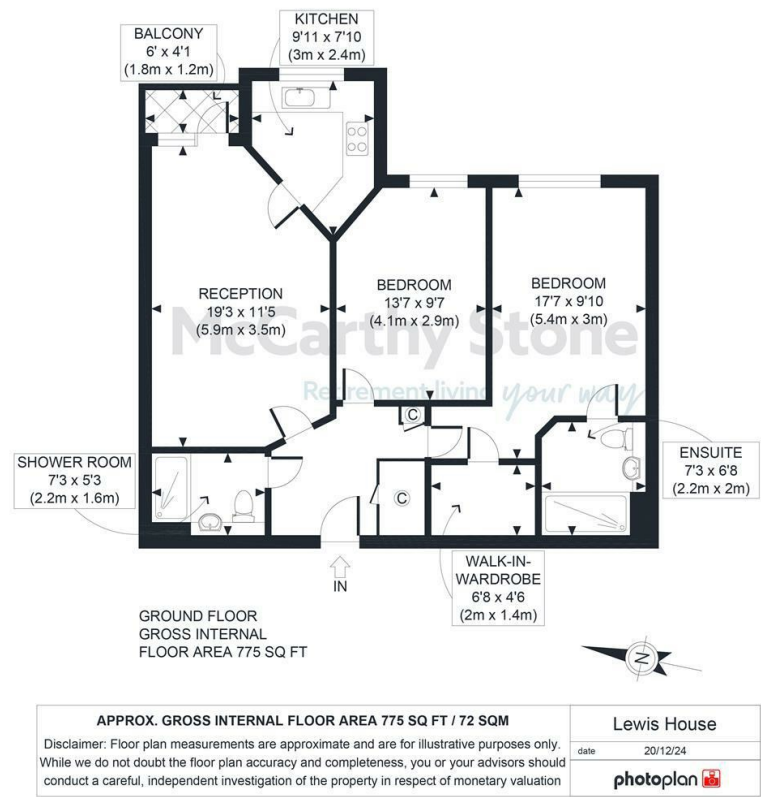 KITCHEN
9'11 x 7'10
(3m x 2.4m)
BALCONY
6' x 4'1
(1.8m x 1.2m)
RECEPTION
19'3 x 11'5
(5.9m x 3.5m)
BEDROOM
13'7 x 9'7
(4.1m x 2.9m)
BEDROOM
17'7 x 9'10
(5.4m x 3m)
McCarthy Stone
Retirement living your way
C
SHOWER ROOM
7'3 x 5'3
(2.2m x 1.6m)
ENSUITE
7'3 x 6'8
(2.2m x 2m)
C
WALK-IN-
WARDROBE
6'8 x 4'6
(2m x 1.4m)
IN
GROUND FLOOR
GROSS INTERNAL
FLOOR AREA 775 SQ FT
N
APPROX. GROSS INTERNAL FLOOR AREA 775 SQ FT / 72 SQM
Disclaimer: Floor plan measurements are approximate and are for illustrative purposes only.
While we do not doubt the floor plan accuracy and completeness, you or your advisors should
conduct a careful, independent investigation of the property in respect of monetary valuation
Lewis House
date 20/12/24
photoplan